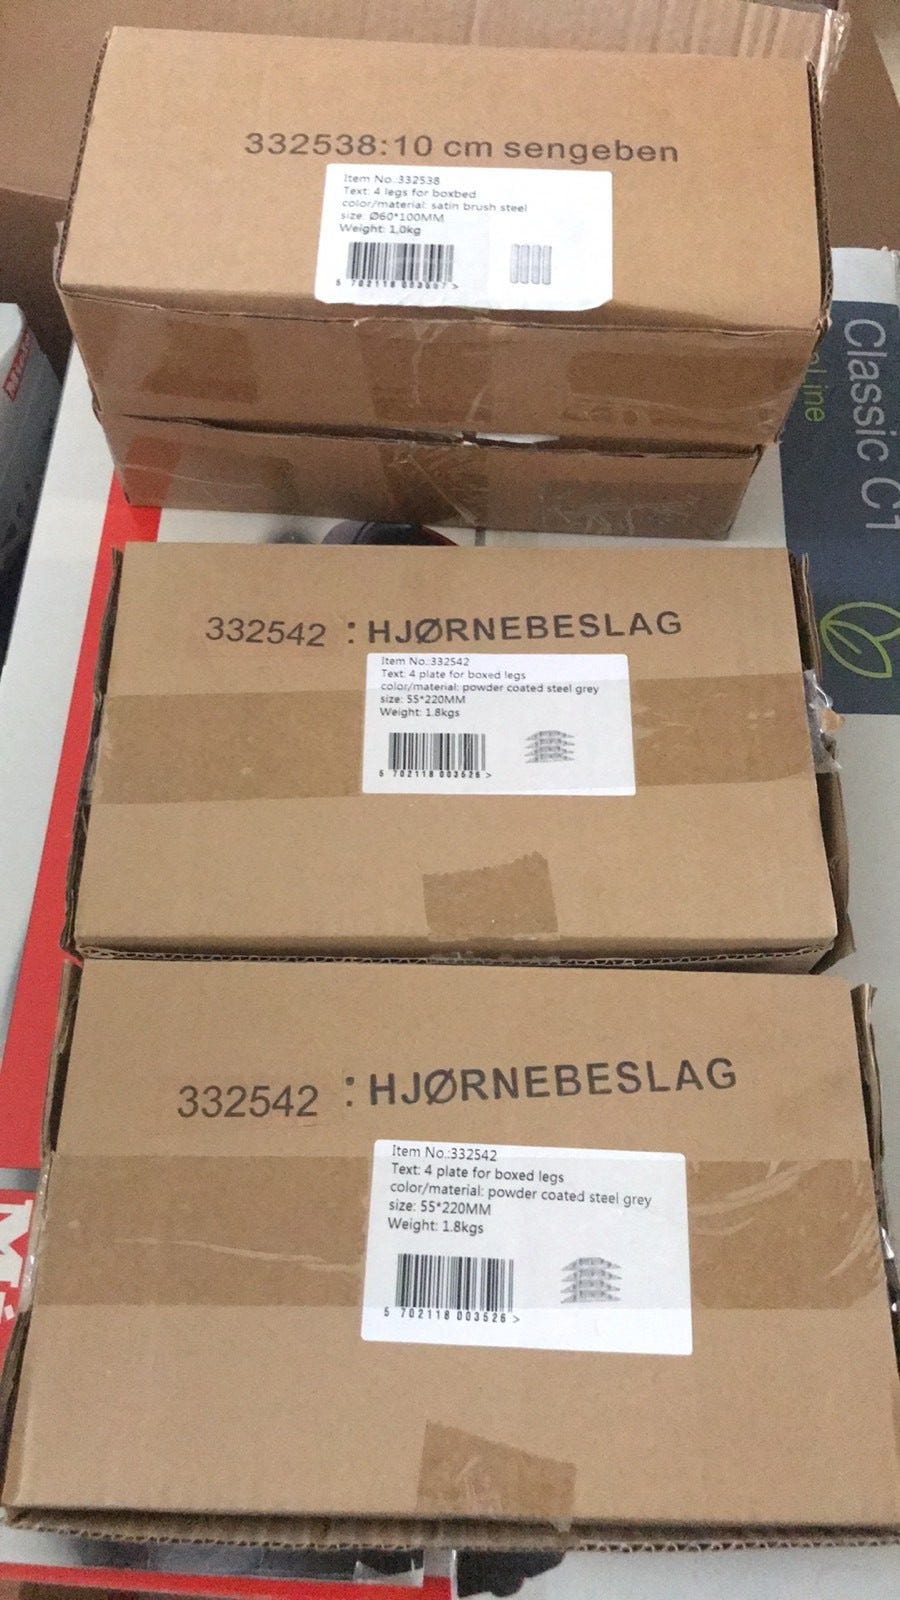 332538:10 cm sengeben
Item No.:332538
Text: 4 legs for boxbed
color/material: satin brush steel
size: Ø60*100MM
Weight: 1,0kg
Classic C1
332542 : HJØRNEBESLAG
Item No.:332542
Text: 4 plate for boxed legs
color/material: powder coated steel grey
size: 55*220MM
Weight: 1.8kgs
5 702118 003526 >
332542 : HJØRNEBESLAG
Item No.:332542
Text: 4 plate for boxed legs
color/material: powder coated steel grey
size: 55*220MM
Weight: 1.8kgs
5 702118 003526 >